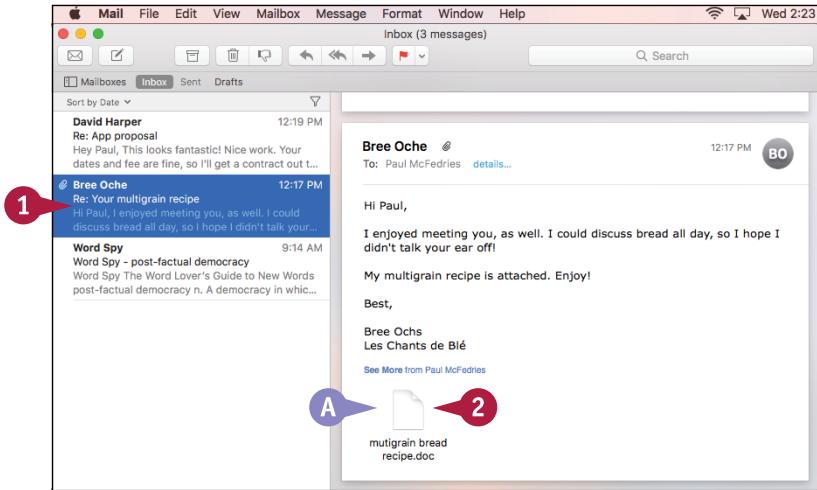 Mail File Edit View Mailbox Message Format Window Help Wed 2:23
Inbox (3 messages)
Search
Mailboxes Inbox Sent Drafts
Sort by Date
David Harper 12:19 PM
Re: App proposal
Hey Paul, This looks fantastic! Nice work. Your
dates and fee are fine, so I'll get a contract out t...
Bree Oche 12:17 PM
Re: Your multigrain recipe
Hi Paul, I enjoyed meeting you, as well. I could
discuss bread all day, so I hope I didn't talk your...
Word Spy 9:14 AM
Word Spy - post-factual democracy
Word Spy The Word Lover's Guide to New Words
post-factual democracy n. A democracy in whic...
1
Bree Oche 12:17 PM
BO
To: Paul McFedries details...
Hi Paul,
I enjoyed meeting you, as well. I could discuss bread all day, so I hope I
didn't talk your ear off!
My multigrain recipe is attached. Enjoy!
Best,
Bree Ochs
Les Chants de Blé
See More from Paul McFedries
A 2
mutigrain bread
recipe.doc